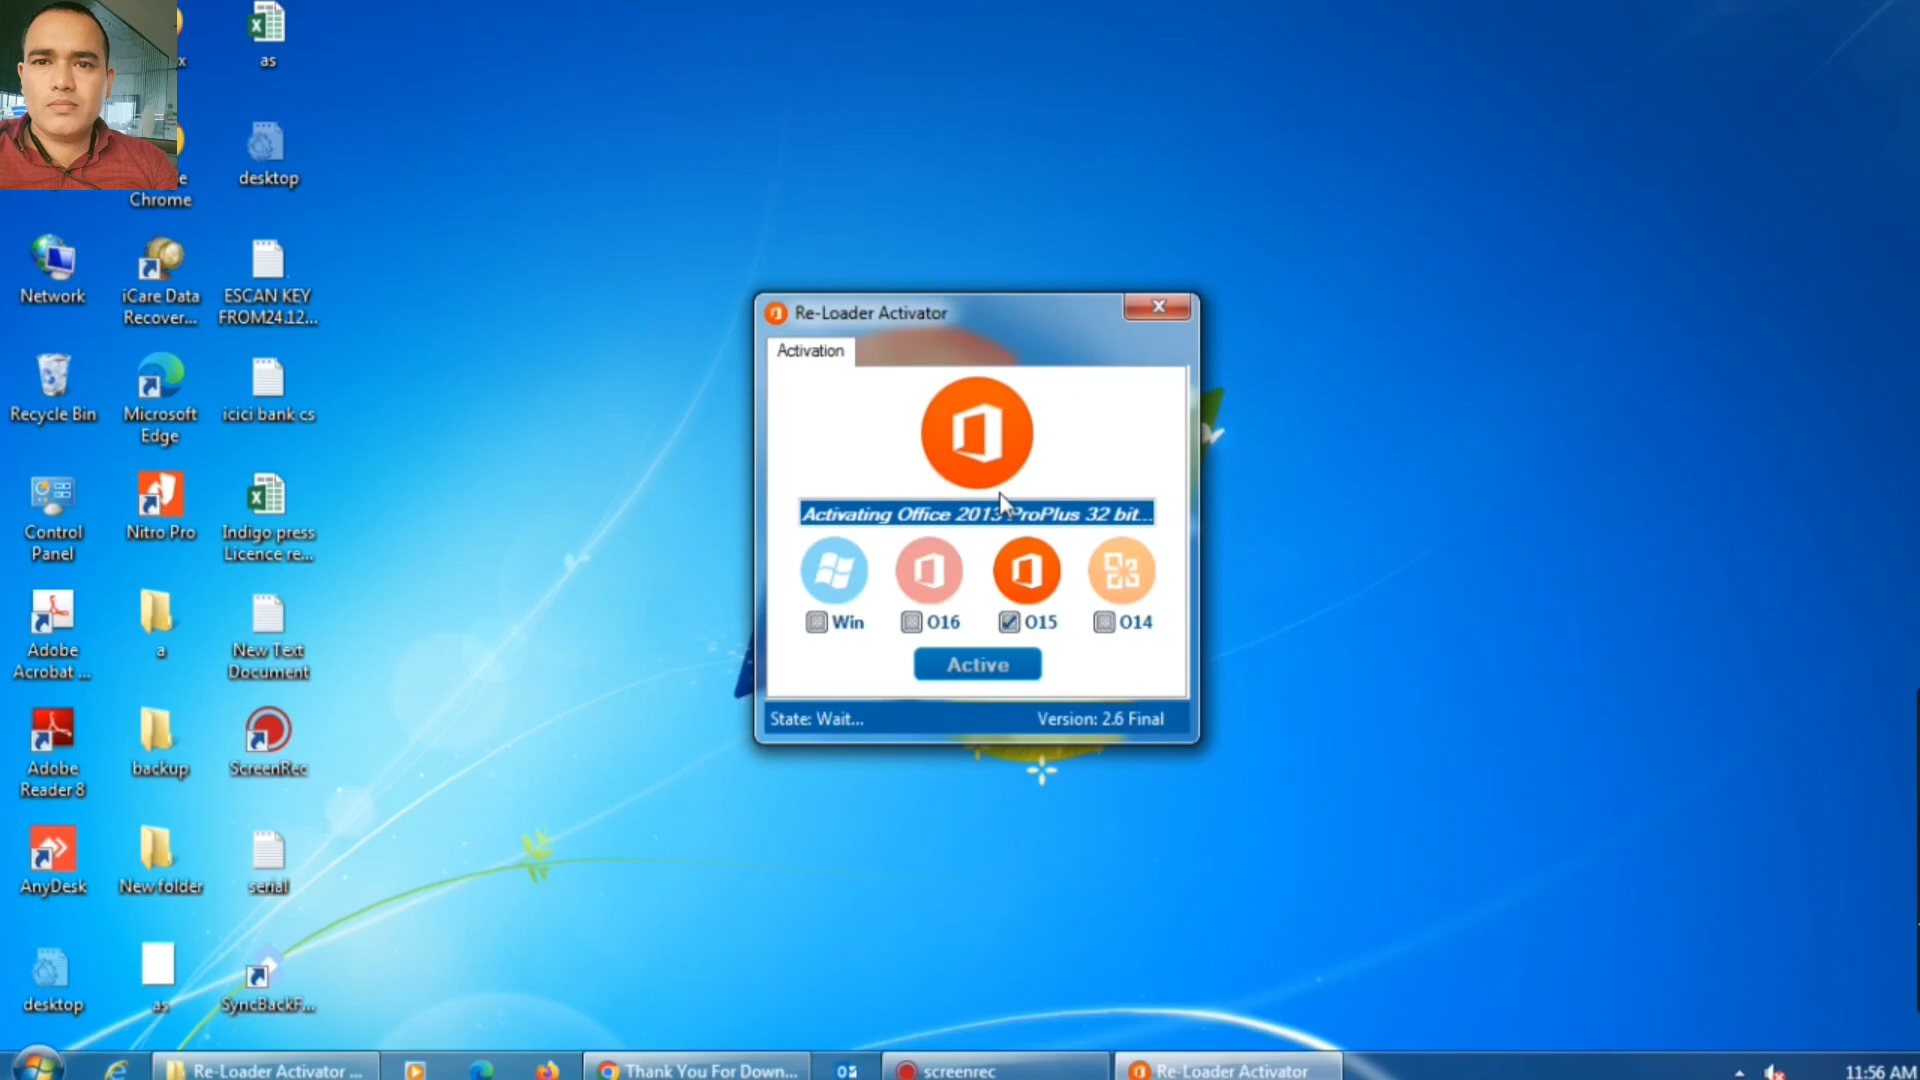 x
as
e
Chrome
desktop
Network
iCare Data
Recover...
ESCAN KEY
FROM24.12...
Recycle Bin
Microsoft
Edge
icici bank cs
Control
Panel
Nitro Pro
Indigo press
Licence re...
Adobe
Acrobat ...
a
New Text
Document
Adobe
Reader 8
backup
ScreenRec
AnyDesk
New folder
serial
desktop
as
SyncBackF...
Re-Loader Activator
Activation
Activating Office 2013 ProPlus 32 bit...
Win
O16
O15
O14
Active
State: Wait...
Version: 2.6 Final
Re-Loader Activator ...
Thank You For Down...
screenrec
Re-Loader Activator
11:56 AM